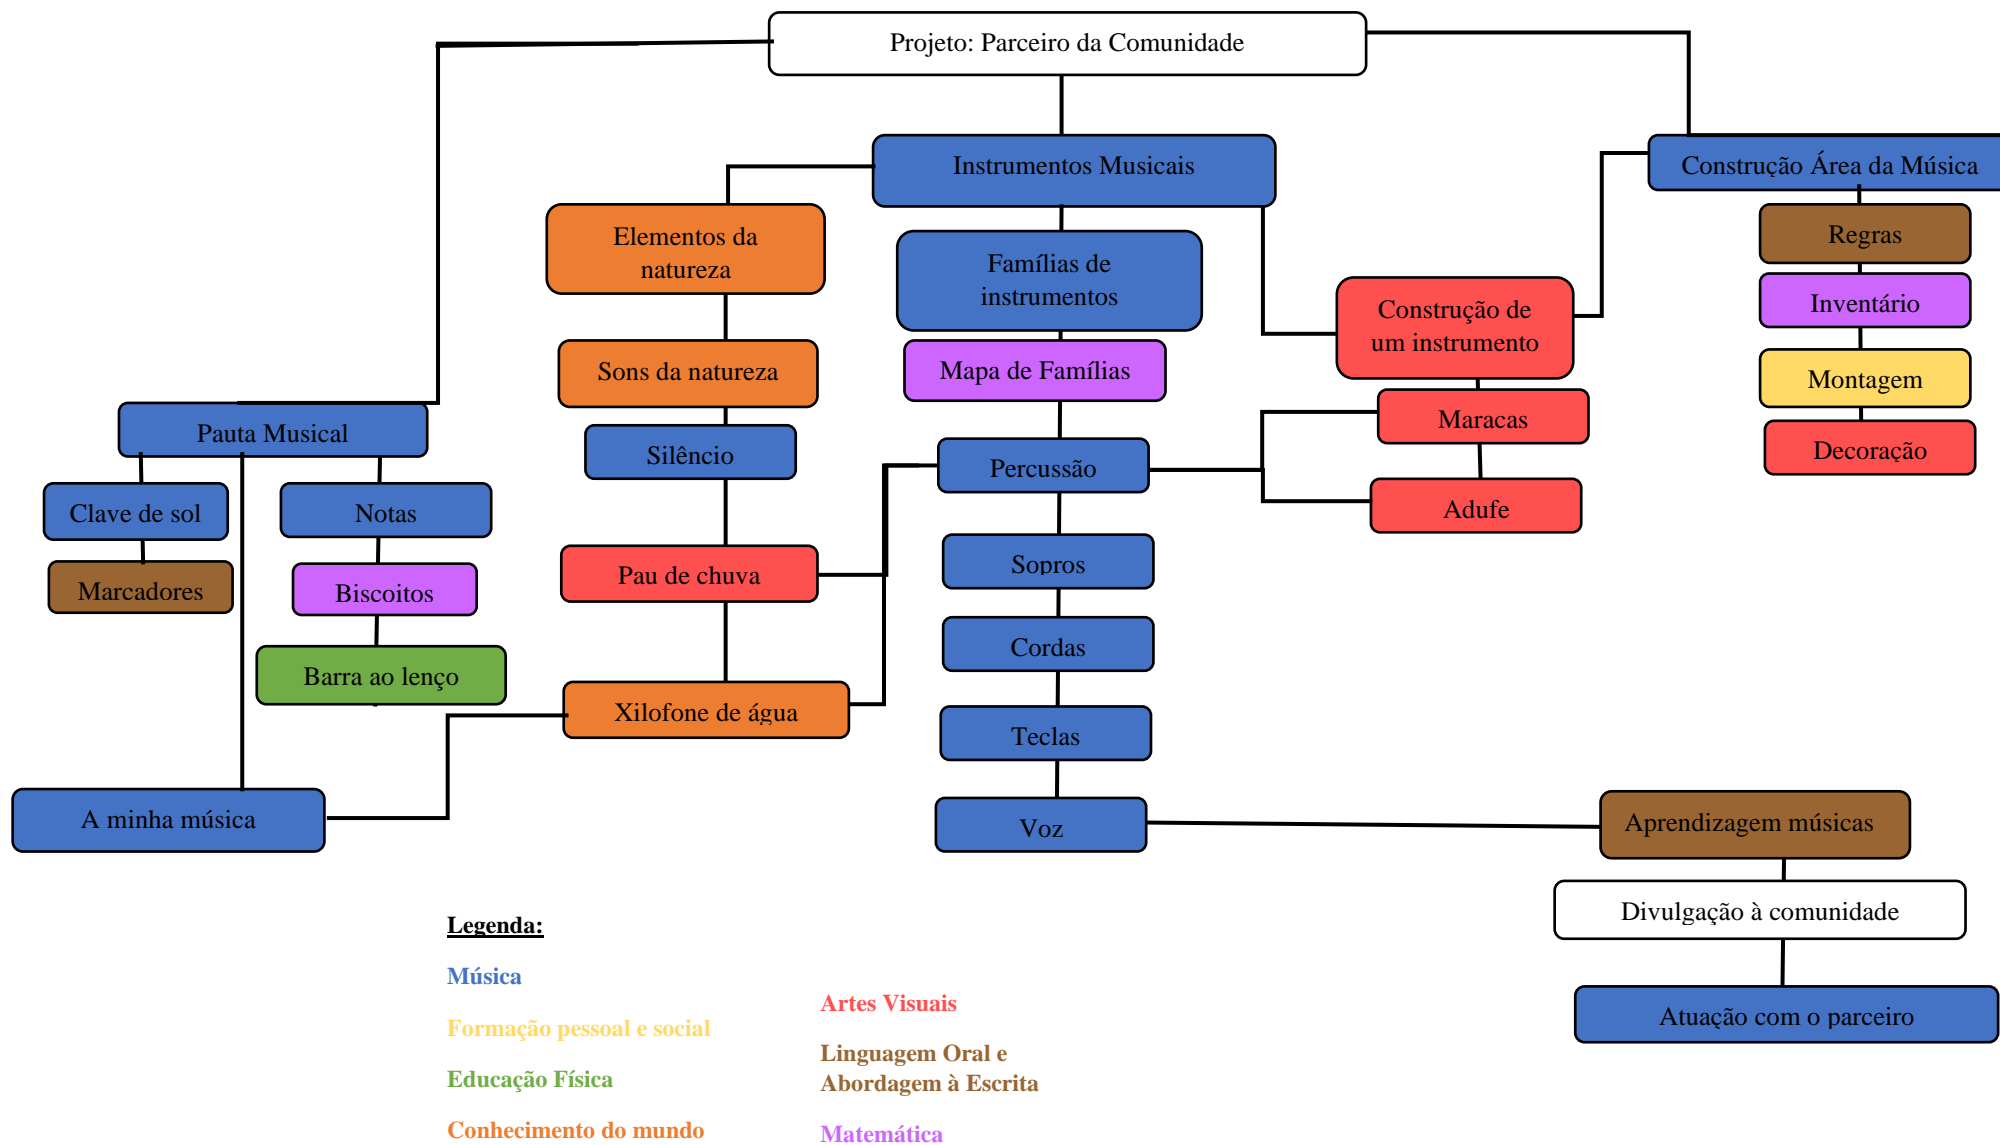 Projeto: Parceiro da Comunidade
Instrumentos Musicais
Construção Área da Música
Elementos da
natureza
Famílias de
instrumentos
Regras
Inventário
Construção de
um instrumento
Sons da natureza
Mapa de Famílias
Montagem
Maracas
Pauta Musical
Silêncio
Percussão
Decoração
Clave de sol
Notas
Adufe
Sopros
Pau de chuva
Marcadores
Biscoitos
Cordas
Barra ao lenço
Xilofone de água
Teclas
A minha música
Voz
Aprendizagem músicas
Divulgação à comunidade
Atuação com o parceiro
Legenda:
Música
Formação pessoal e social
Educação Física
Conhecimento do mundo
Artes Visuais
Linguagem Oral e
Abordagem à Escrita
Matemática